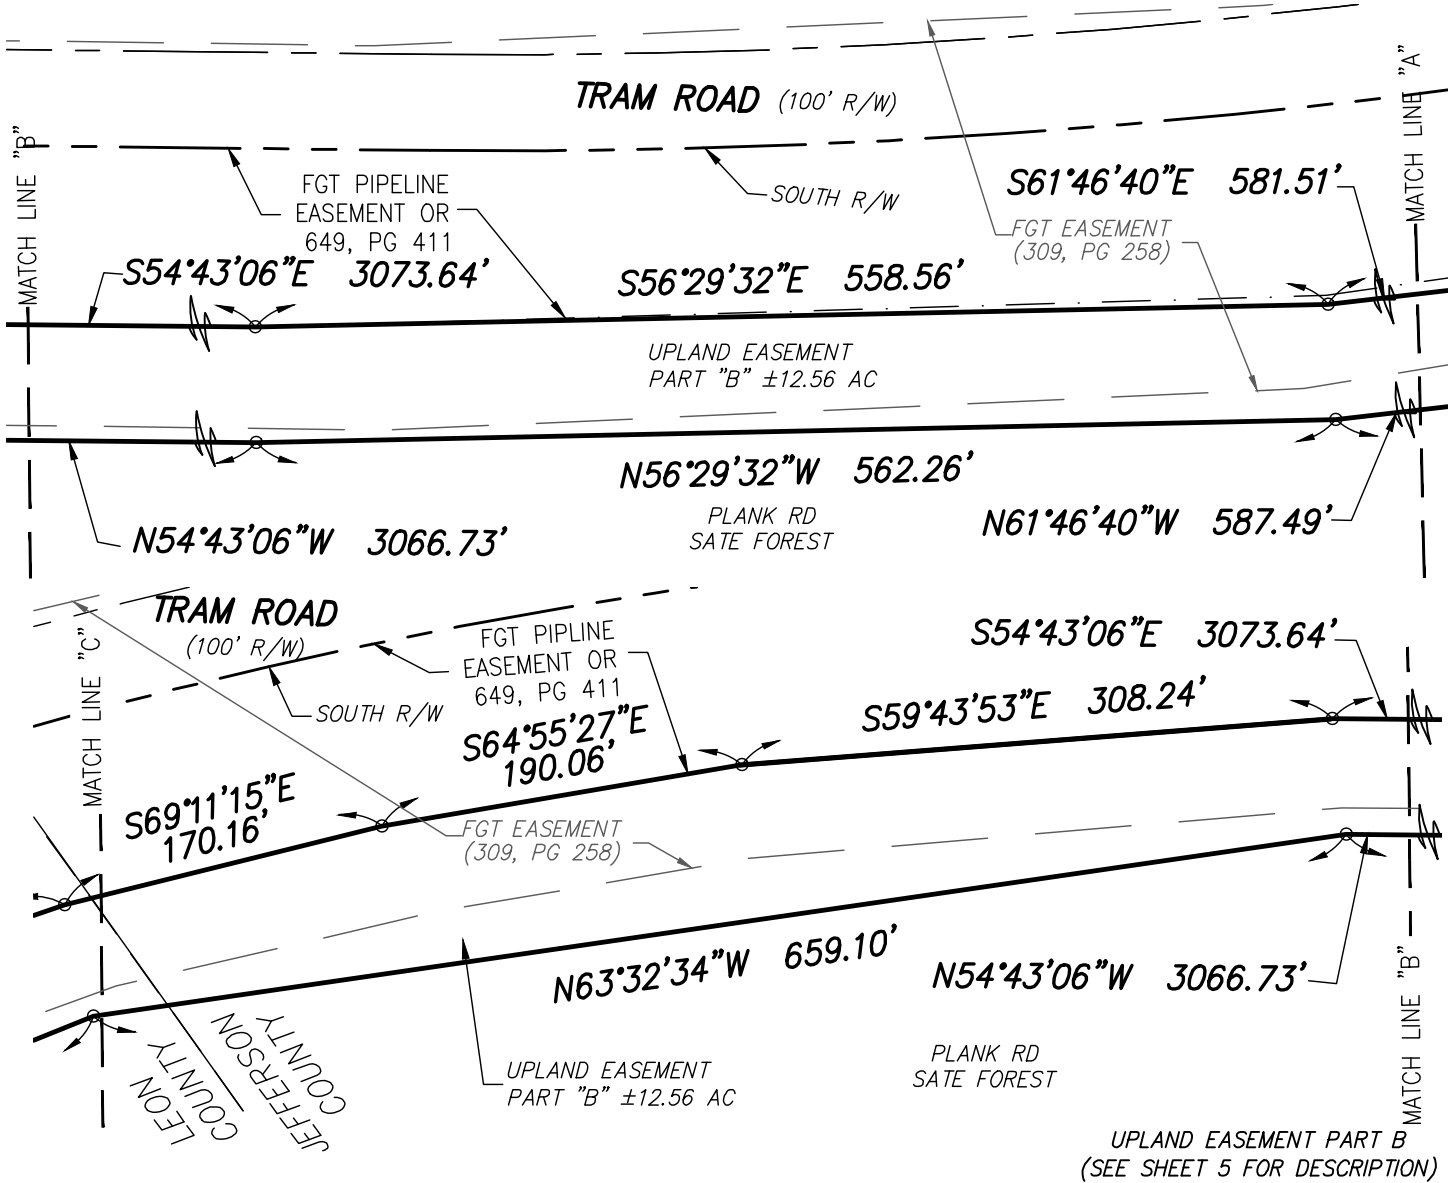 TRAM ROAD (100' R/W)
MATCH LINE "A"
MATCH LINE "B"
FGT PIPELINE
EASEMENT OR
649, PG 411
SOUTH R/W
S61°46'40"E 581.51'
FGT EASEMENT
(309, PG 258)
S54°43'06"E 3073.64'
S56°29'32"E 558.56'
UPLAND EASEMENT
PART "B" ±12.56 AC
N56°29'32"W 562.26'
PLANK RD
SATE FOREST
N61°46'40"W 587.49'
N54°43'06"W 3066.73'
TRAM ROAD
(100' R/W)
MATCH LINE "C"
SOUTH R/W
FGT PIPLINE
EASEMENT OR
649, PG 411
S54°43'06"E 3073.64'
S59°43'53"E 308.24'
S64°55'27"E
190.06'
S69°11'15"E
170.16'
FGT EASEMENT
(309, PG 258)
N63°32'34"W 659.10'
N54°43'06"W 3066.73'
MATCH LINE "B"
LEON
COUNTY
JEFFERSON
COUNTY
UPLAND EASEMENT
PART "B" ±12.56 AC
PLANK RD
SATE FOREST
UPLAND EASEMENT PART B
(SEE SHEET 5 FOR DESCRIPTION)